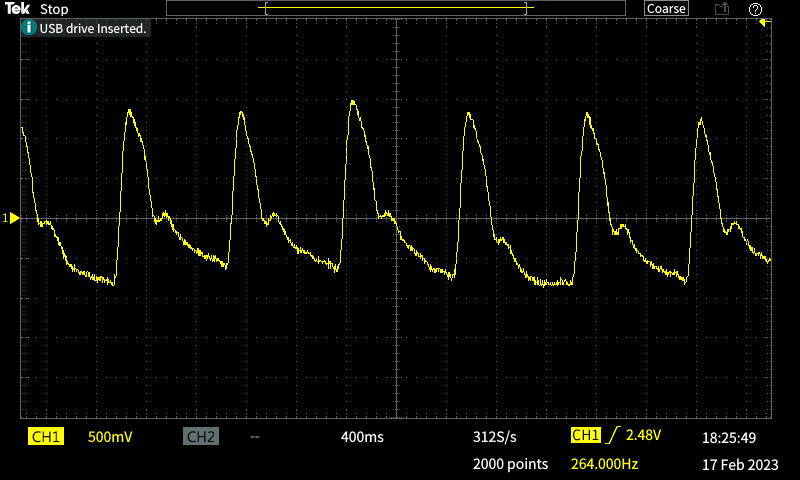 Tek Stop Coarse
USB drive Inserted.
1
CH1 500mV CH2 -- 400ms 312S/s CH1 2.48V 18:25:49
2000 points 264.000Hz 17 Feb 2023